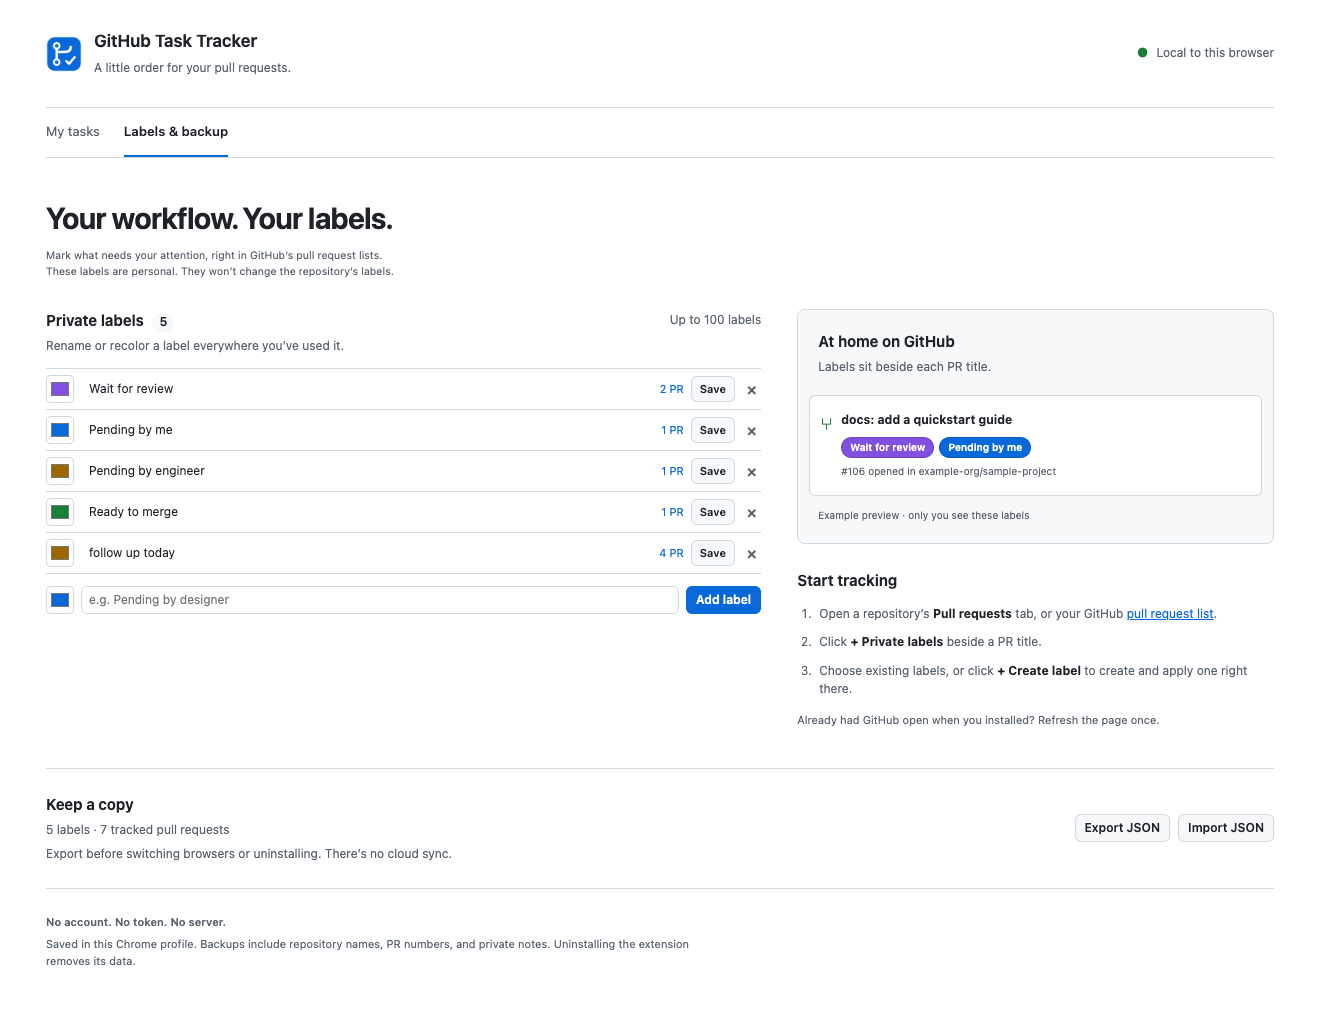 GitHub Task Tracker
A little order for your pull requests.
Local to this browser
My tasks
Labels & backup
Your workflow. Your labels.
Mark what needs your attention, right in GitHub's pull request lists.
These labels are personal. They won't change the repository's labels.
Private labels 5
Up to 100 labels
Rename or recolor a label everywhere you've used it.
Wait for review 2 PR Save ×
Pending by me 1 PR Save ×
Pending by engineer 1 PR Save ×
Ready to merge 1 PR Save ×
follow up today 4 PR Save ×
e.g. Pending by designer Add label
At home on GitHub
Labels sit beside each PR title.
docs: add a quickstart guide
Wait for review Pending by me
#106 opened in example-org/sample-project
Example preview · only you see these labels
Start tracking
1. Open a repository's Pull requests tab, or your GitHub pull request list.
2. Click + Private labels beside a PR title.
3. Choose existing labels, or click + Create label to create and apply one right
there.
Already had GitHub open when you installed? Refresh the page once.
Keep a copy
5 labels · 7 tracked pull requests
Export before switching browsers or uninstalling. There's no cloud sync.
Export JSON Import JSON
No account. No token. No server.
Saved in this Chrome profile. Backups include repository names, PR numbers, and private notes. Uninstalling the extension
removes its data.